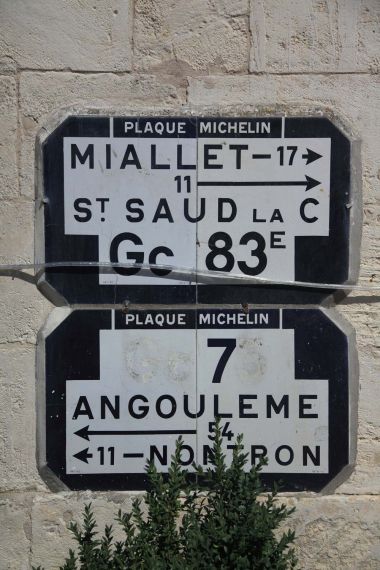 PLAQUE MICHELIN
MIALLET-17→
11
ST SAUD LA C
Gc 83E
PLAQUE MICHELIN
7
ANGOULEME
54
←11-NONTRON